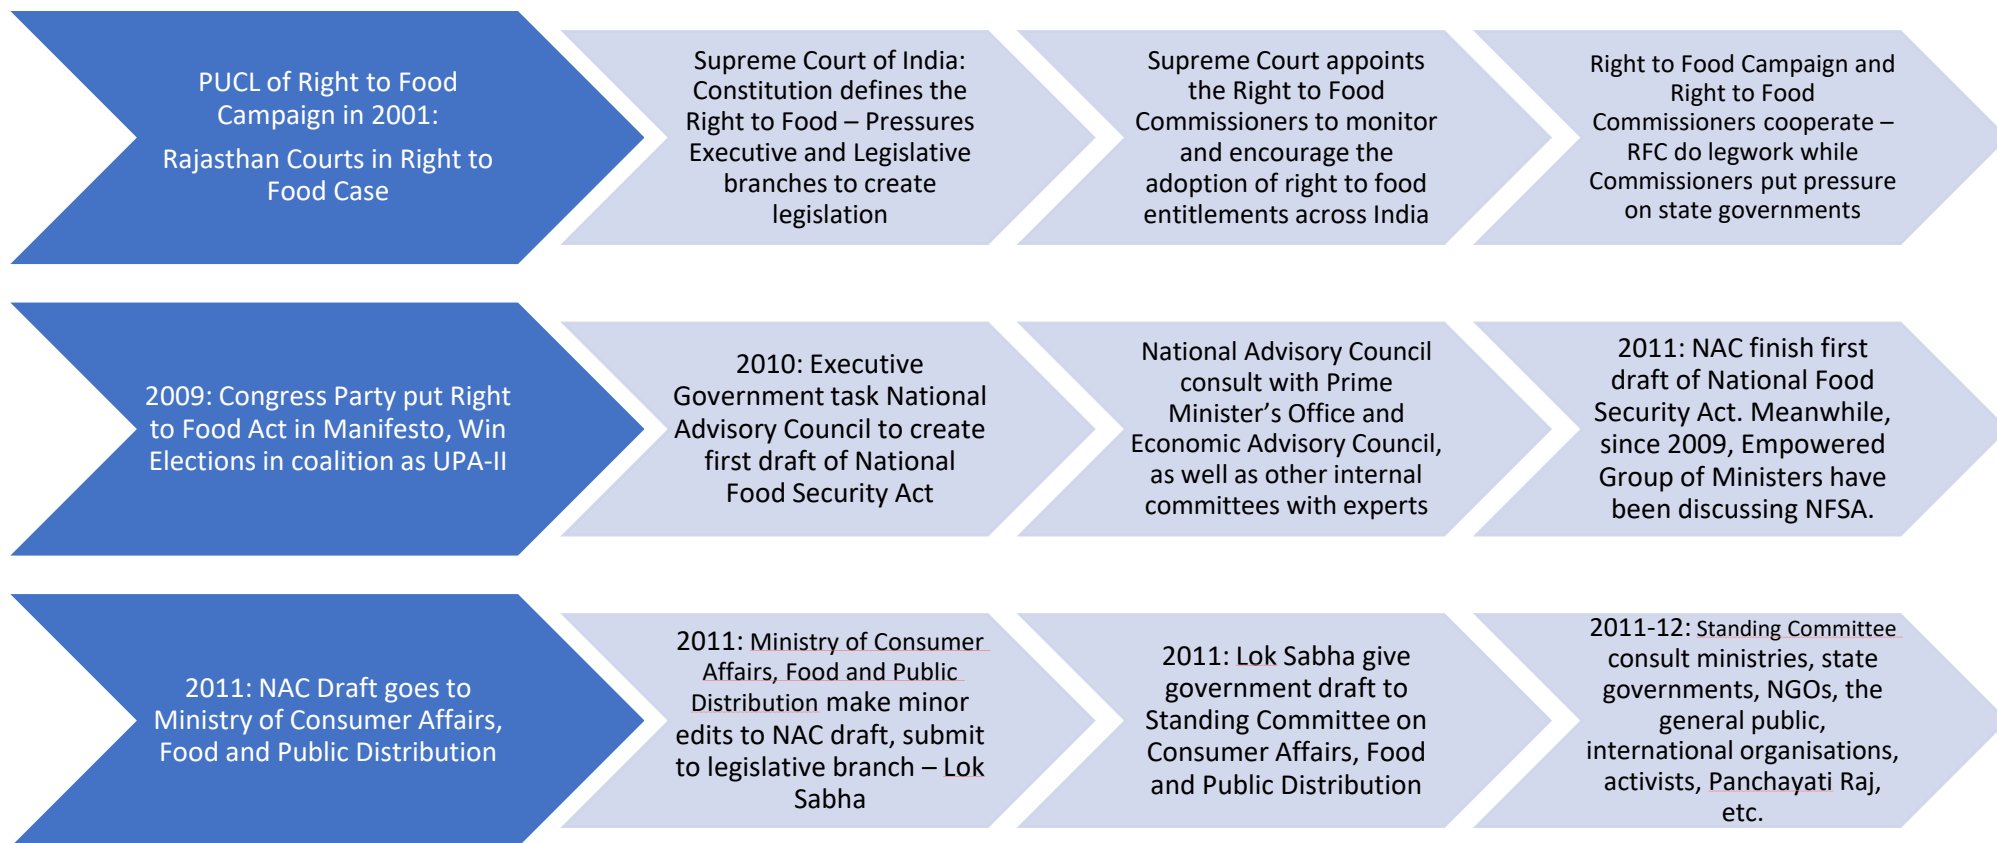 PUCL of Right to Food
Campaign in 2001:
Rajasthan Courts in Right to
Food Case
Supreme Court of India:
Constitution defines the
Right to Food – Pressures
Executive and Legislative
branches to create
legislation
Supreme Court appoints
the Right to Food
Commissioners to monitor
and encourage the
adoption of right to food
entitlements across India
Right to Food Campaign and
Right to Food
Commissioners cooperate –
RFC do legwork while
Commissioners put pressure
on state governments
2009: Congress Party put Right
to Food Act in Manifesto, Win
Elections in coalition as UPA-II
2010: Executive
Government task National
Advisory Council to create
first draft of National
Food Security Act
National Advisory Council
consult with Prime
Minister’s Office and
Economic Advisory Council,
as well as other internal
committees with experts
2011: NAC finish first
draft of National Food
Security Act. Meanwhile,
since 2009, Empowered
Group of Ministers have
been discussing NFSA.
2011: NAC Draft goes to
Ministry of Consumer Affairs,
Food and Public Distribution
2011: Ministry of Consumer
Affairs, Food and Public
Distribution make minor
edits to NAC draft, submit
to legislative branch – Lok
Sabha
2011: Lok Sabha give
government draft to
Standing Committee on
Consumer Affairs, Food
and Public Distribution
2011-12: Standing Committee
consult ministries, state
governments, NGOs, the
general public,
international organisations,
activists, Panchayati Raj,
etc.